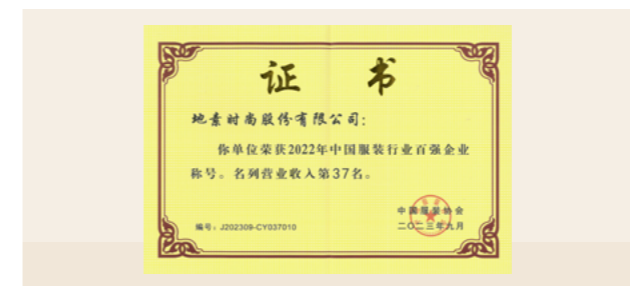 证 书
地素时尚股份有限公司:
你单位荣获2022年中国服装行业百强企业
称号。名列营业收入第37名。
中国服装协会
编号:J202309-CY037010
二〇二三年九月